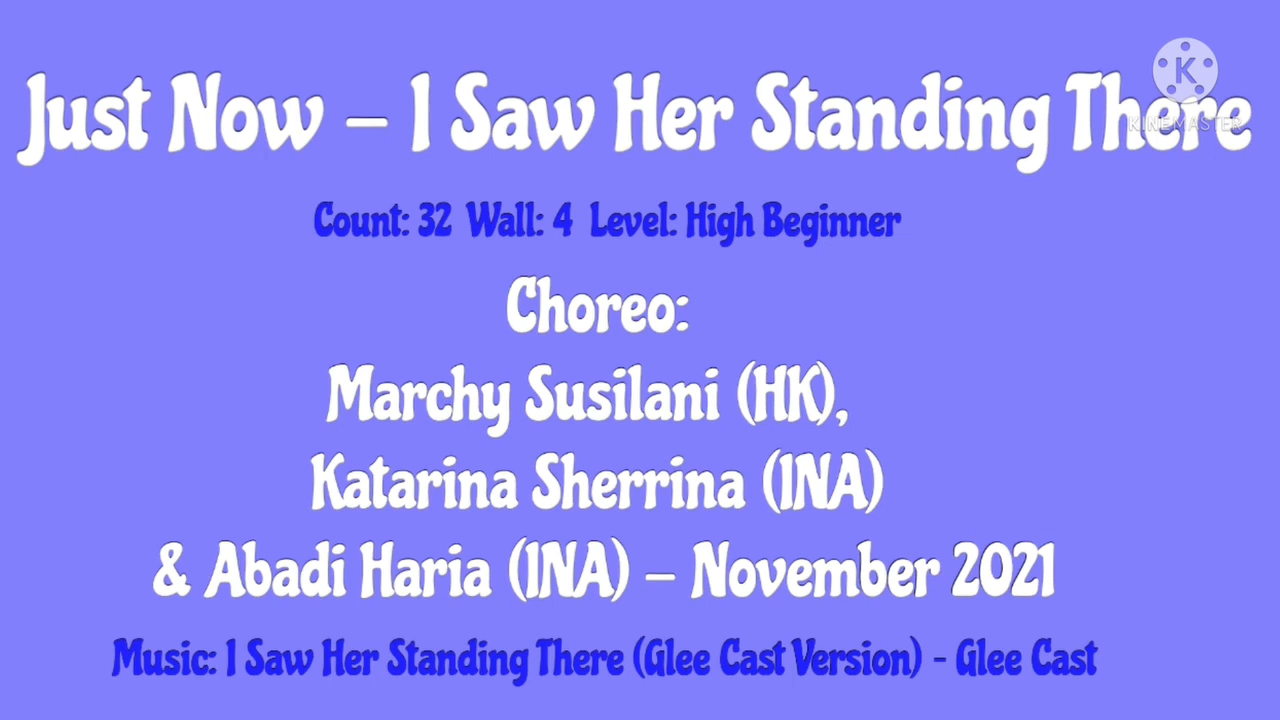 Just Now – I Saw Her Standing There
K
KINEMASTER
Count: 32 Wall: 4 Level: High Beginner
Choreo:
Marchy Susilani (HK),
Katarina Sherrina (INA)
& Abadi Haria (INA) – November 2021
Music: I Saw Her Standing There (Glee Cast Version) - Glee Cast